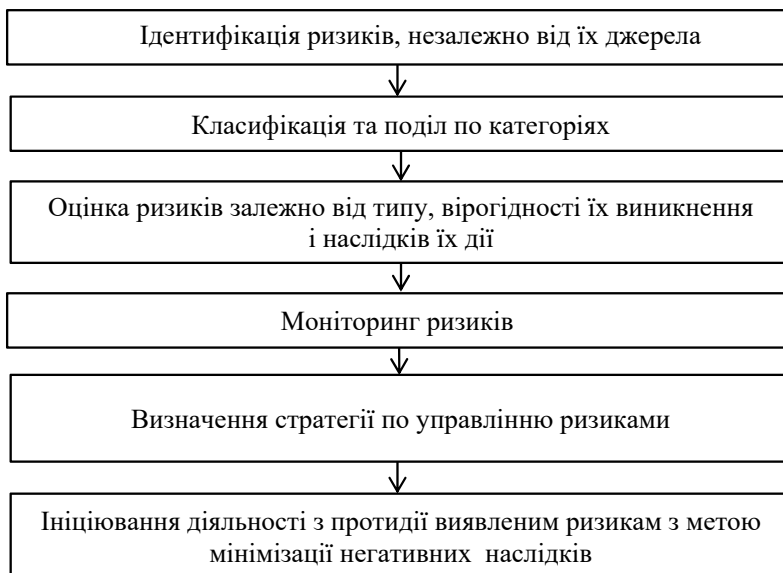 Ідентифікація ризиків, незалежно від їх джерела
Класифікація та поділ по категоріях
Оцінка ризиків залежно від типу, вірогідності їх виникнення
і наслідків їх дії
Моніторинг ризиків
Визначення стратегії по управлінню ризиками
Ініціювання діяльності з протидії виявленим ризикам з метою
мінімізації негативних наслідків